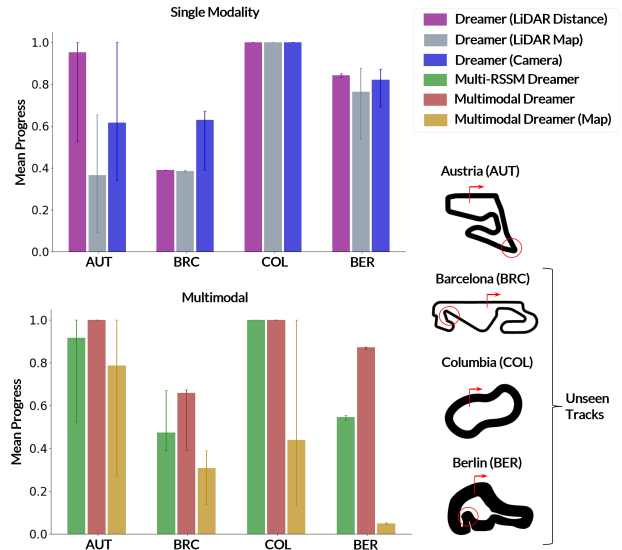 Single Modality
Mean Progress
1.0
0.8
0.6
0.4
0.2
0.0
AUT BRC COL BER
Dreamer (LiDAR Distance)
Dreamer (LiDAR Map)
Dreamer (Camera)
Multi-RSSM Dreamer
Multimodal Dreamer
Multimodal Dreamer (Map)
Multimodal
Mean Progress
1.0
0.8
0.6
0.4
0.2
0.0
AUT BRC COL BER
Austria (AUT)
Barcelona (BRC)
Columbia (COL)
Berlin (BER)
Unseen
Tracks